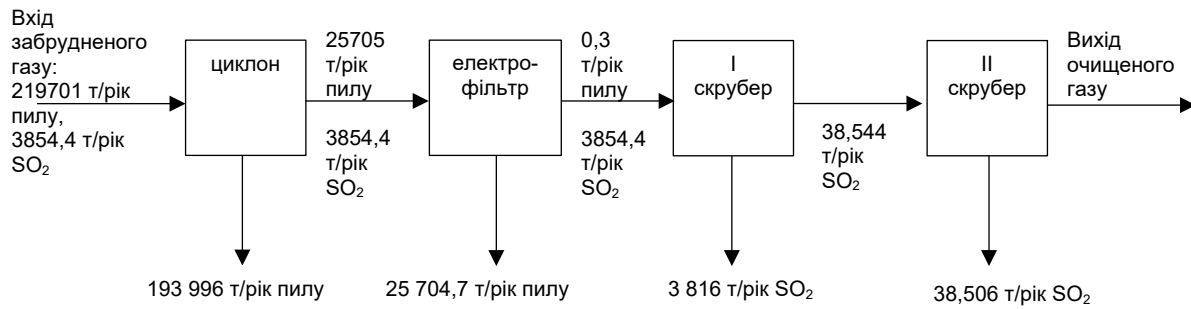 Вхід
забрудненого
газу:
219701 т/рік
пилу,
3854,4 т/рік
SO₂
циклон
25705
т/рік
пилу
3854,4
т/рік
SO₂
електро-
фільтр
0,3
т/рік
пилу
3854,4
т/рік
SO₂
I
скрубер
38,544
т/рік
SO₂
II
скрубер
Вихід
очищеного
газу
193 996 т/рік пилу
25 704,7 т/рік пилу
3 816 т/рік SO₂
38,506 т/рік SO₂